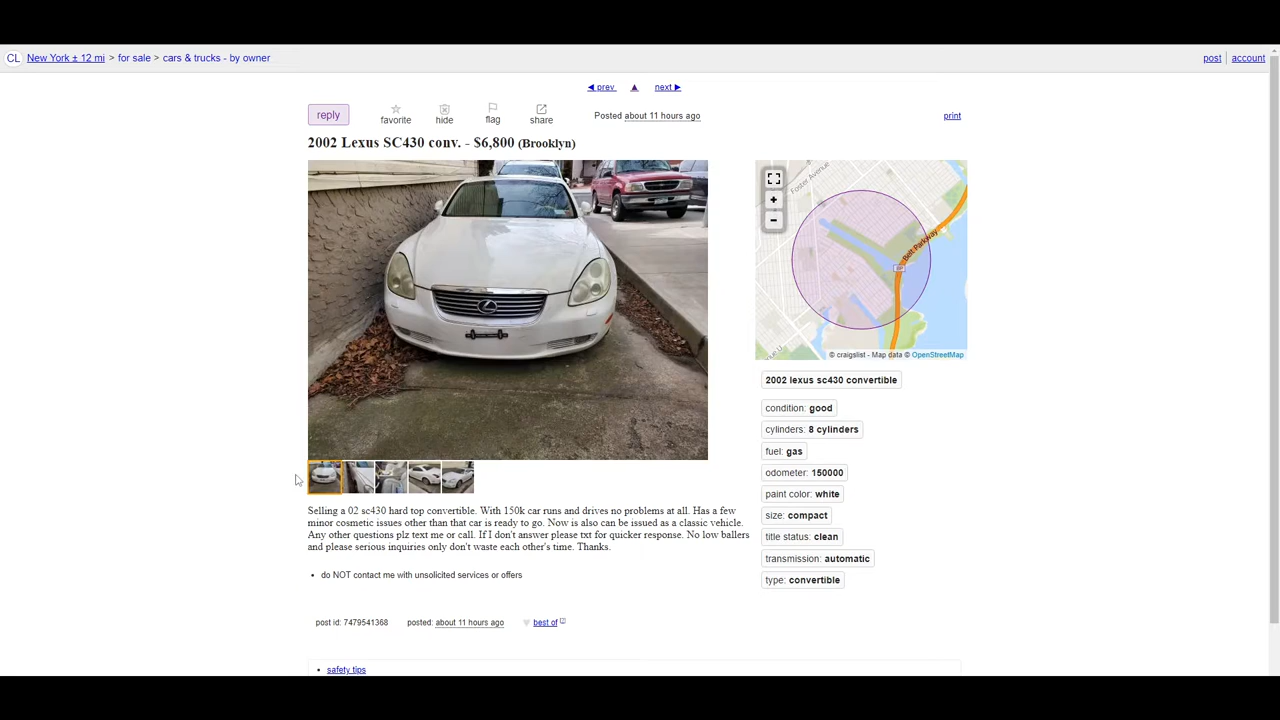 CL New York ± 12 mi > for sale > cars & trucks - by owner
post account
◀ prev ▲ next ▶
reply favorite hide flag share Posted about 11 hours ago print
2002 Lexus SC430 conv. - $6,800 (Brooklyn)
Foster Avenue
+
Belt Parkway
−
© craigslist - Map data © OpenStreetMap
2002 lexus sc430 convertible
condition: good
cylinders: 8 cylinders
fuel: gas
odometer: 150000
paint color: white
size: compact
title status: clean
transmission: automatic
type: convertible
Selling a 02 sc430 hard top convertible. With 150k car runs and drives no problems at all. Has a few
minor cosmetic issues other than that car is ready to go. Now is also can be issued as a classic vehicle.
Any other questions plz text me or call. If I don't answer please txt for quicker response. No low ballers
and please serious inquiries only don't waste each other's time. Thanks.
• do NOT contact me with unsolicited services or offers
post id: 7479541368 posted: about 11 hours ago best of
• safety tips